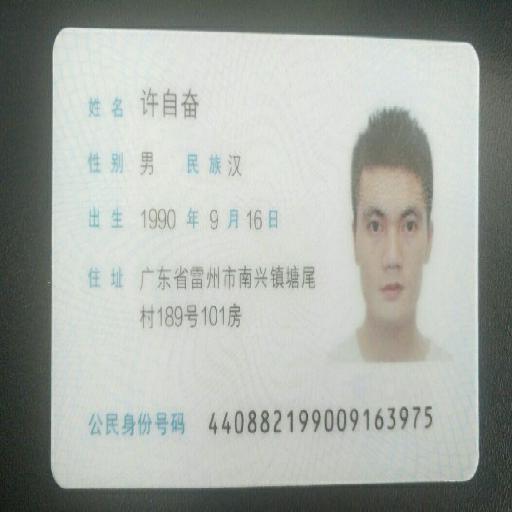 姓名 许自奋
性别 男 民族 汉
出生 1990 年 9 月 16 日
住址 广东省雷州市南兴镇塘尾
村189号101房
公民身份号码 440882199009163975